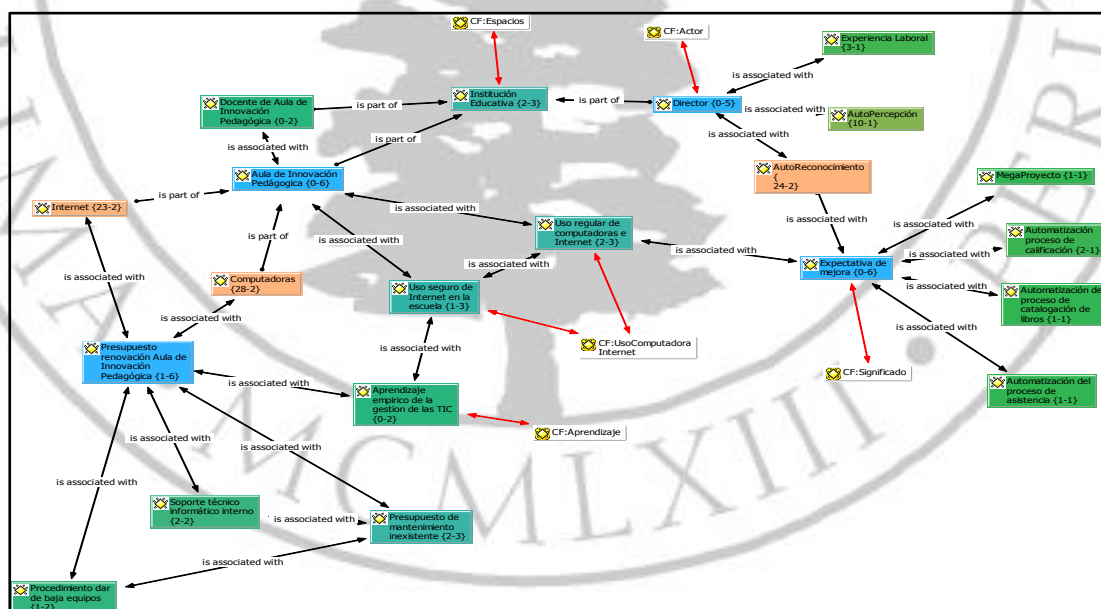 CF:Espacios
CF:Actor
Experiencia Laboral
{3-1}
is associated with
Docente de Aula de
Innovación
Pedagógica {0-2}
is part of
Institución
Educativa {2-3}
is part of
Director {0-5}
is associated with
AutoPercepción
{10-1}
is associated with
is part of
is associated with
Aula de Innovación
Pedágogica {0-6}
AutoReconocimiento
{
24-2}
MegaProyecto {1-1}
Internet {23-2}
is part of
is associated with
is associated with
is associated with
Uso regular de
computadoras e
Internet {2-3}
Automatización
proceso de
calificación {2-1}
is part of
is associated with
is associated with
is associated with
is associated with
is associated with
Expectativa de
mejora {0-6}
Computadoras
{28-2}
Uso seguro de
Internet en la
escuela {1-3}
is associated with
Automatización del
proceso de
catalogación de
libros {1-1}
is associated with
CF:UsoComputadora
Internet
Presupuesto
renovación Aula de
Innovación
Pedagógica {1-6}
is associated with
is associated with
CF:Significado
is associated with
Aprendizaje
empirico de la
gestion de las TIC
{0-2}
Automatización del
proceso de
asistencia {1-1}
CF:Aprendizaje
is associated with
is associated with
is associated with
Soporte técnico
informático interno
{2-2}
is associated with
Presupuesto de
mantenimiento
inexistente {2-3}
is associated with
Procedimiento dar
de baja equipos
{1-2}
MCMLXIII